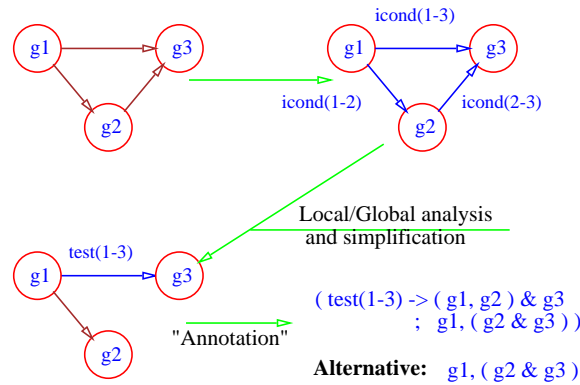 icond(1-3)
g1
g3
g1
g3
icond(1-2)
icond(2-3)
g2
g2
Local/Global analysis
and simplification
test(1-3)
g1
g3
( test(1-3) -> ( g1, g2 ) & g3
; g1, ( g2 & g3 ) )
"Annotation"
g2
Alternative: g1, ( g2 & g3 )